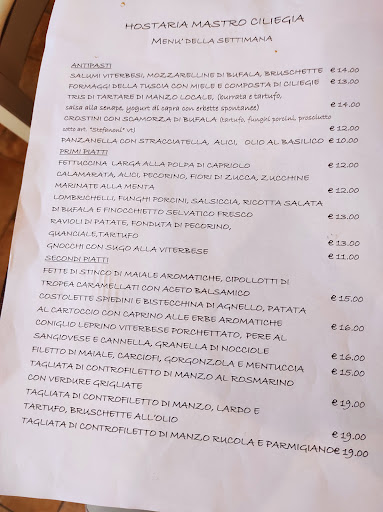 HOSTARIA MASTRO CILIEGIA
MENU' DELLA SETTIMANA
ANTIPASTI
SALUMI VITERBESI, MOZZARELLINE DI BUFALA, BRUSCHETTE € 14.00
FORMAGGI DELLA TUSCIA CON MIELE E COMPOSTA DI CILIEGIE € 13.00
TRIS DI TARTARE DI MANZO LOCALE, (burrata e tartufo,
salsa alla senape, yogurt di capra con erbette spontanee) € 14.00
CROSTINI CON SCAMORZA DI BUFALA (tartufo, funghi porcini, prosciutto
cotto art. "Stefanoni" vt) € 12.00
PANZANELLA CON STRACCIATELLA, ALICI, OLIO AL BASILICO € 10.00
PRIMI PIATTI
FETTUCCINA LARGA ALLA POLPA DI CAPRIOLO € 12.00
CALAMARATA, ALICI, PECORINO, FIORI DI ZUCCA, ZUCCHINE
MARINATE ALLA MENTA € 12.00
LOMBRICHELLI, FUNGHI PORCINI, SALSICCIA, RICOTTA SALATA
DI BUFALA E FINOCCHIETTO SELVATICO FRESCO € 13.00
RAVIOLI DI PATATE, FONDUTA DI PECORINO,
GUANCIALE, TARTUFO € 13.00
GNOCCHI CON SUGO ALLA VITERBESE € 11.00
SECONDI PIATTI
FETTE DI STINCO DI MAIALE AROMATICHE, CIPOLLOTTI DI
TROPEA CARAMELLATI CON ACETO BALSAMICO € 15.00
COSTOLETTE SPIEDINI E BISTECCHINA DI AGNELLO, PATATA
AL CARTOCCIO CON CAPRINO ALLE ERBE AROMATICHE € 16.00
CONIGLIO LEPRINO VITERBESE PORCHETTATO, PERE AL
SANGIOVESE E CANNELLA, GRANELLA DI NOCCIOLE € 16.00
FILETTO DI MAIALE, CARCIOFI, GORGONZOLA E MENTUCCIA € 15.00
TAGLIATA DI CONTROFILETTO DI MANZO AL ROSMARINO
CON VERDURE GRIGLIATE € 19.00
TAGLIATA DI CONTROFILETTO DI MANZO, LARDO E
TARTUFO, BRUSCHETTE ALL'OLIO € 19.00
TAGLIATA DI CONTROFILETTO DI MANZO RUCOLA E PARMIGIANO € 19.00